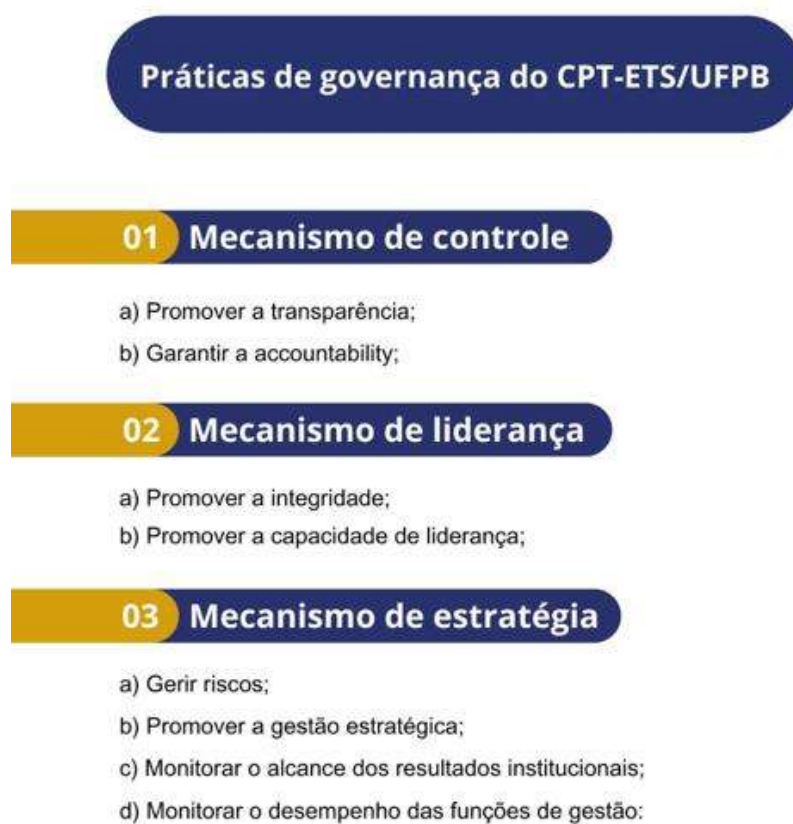 Práticas de governança do CPT-ETS/UFPB
01 Mecanismo de controle
a) Promover a transparência;
b) Garantir a accountability;
02 Mecanismo de liderança
a) Promover a integridade;
b) Promover a capacidade de liderança;
03 Mecanismo de estratégia
a) Gerir riscos;
b) Promover a gestão estratégica;
c) Monitorar o alcance dos resultados institucionais;
d) Monitorar o desempenho das funções de gestão: